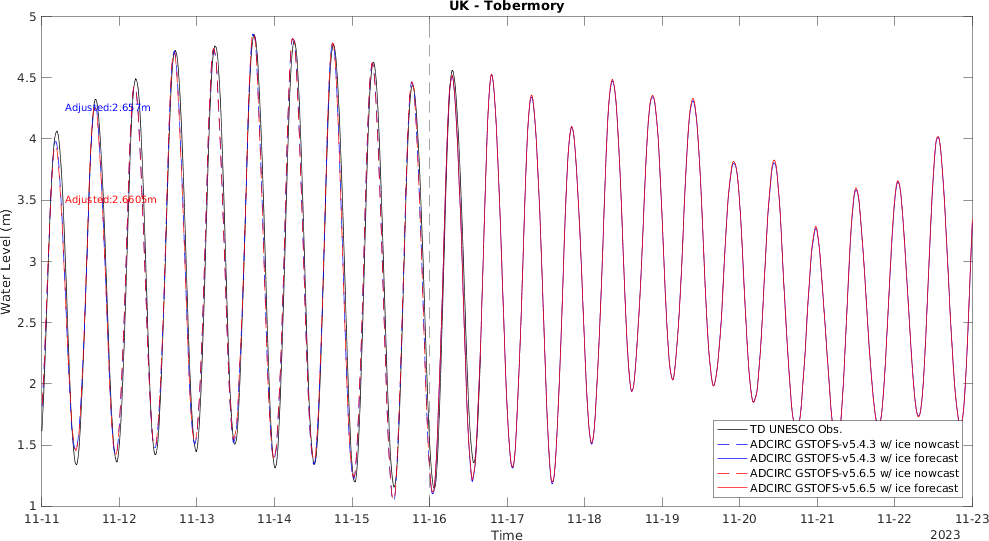 UK - Tobermory
5
4.5
4
3.5
3
2.5
2
1.5
1
Water Level (m)
Adjusted:2.657m
Adjusted:2.6605m
TD UNESCO Obs.
ADCIRC GSTOFS-v5.4.3 w/ ice nowcast
ADCIRC GSTOFS-v5.4.3 w/ ice forecast
ADCIRC GSTOFS-v5.6.5 w/ ice nowcast
ADCIRC GSTOFS-v5.6.5 w/ ice forecast
11-11 11-12 11-13 11-14 11-15 11-16 11-17 11-18 11-19 11-20 11-21 11-22 11-23
Time
2023